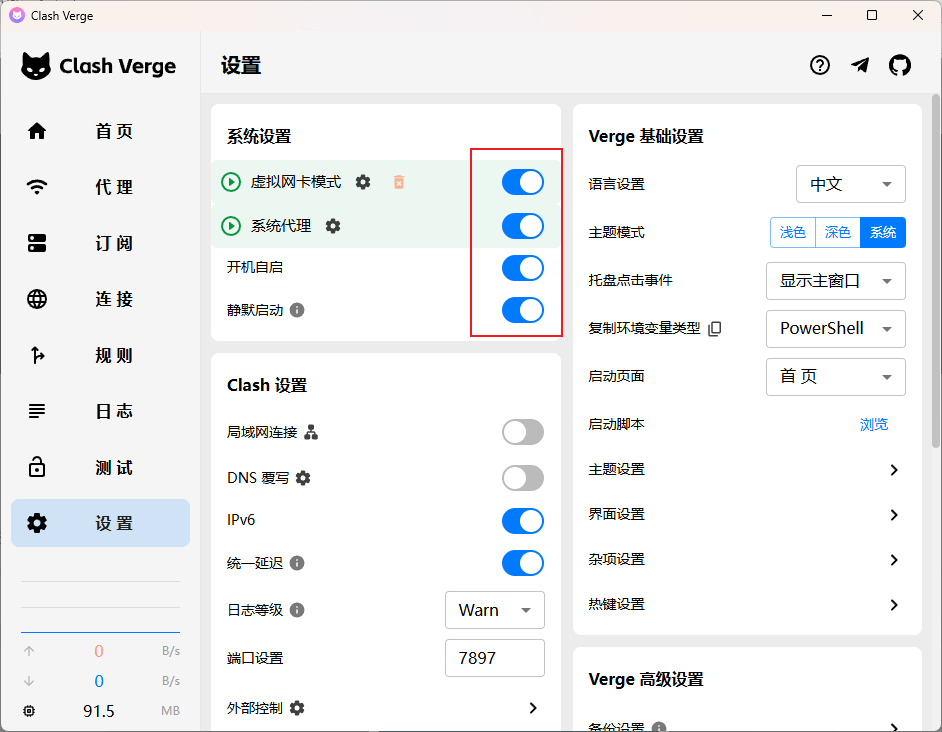 Clash Verge
Clash Verge
首 页
代 理
订 阅
连 接
规 则
日 志
测 试
设 置
0 B/s
0 B/s
91.5 MB
设置
系统设置
虚拟网卡模式
系统代理
开机自启
静默启动
Clash 设置
局域网连接
DNS 覆写
IPv6
统一延迟
日志等级 Warn
端口设置 7897
外部控制
Verge 基础设置
语言设置 中文
主题模式 浅色 深色 系统
托盘点击事件 显示主窗口
复制环境变量类型 PowerShell
启动页面 首 页
启动脚本 浏览
主题设置
界面设置
杂项设置
热键设置
Verge 高级设置
备份设置